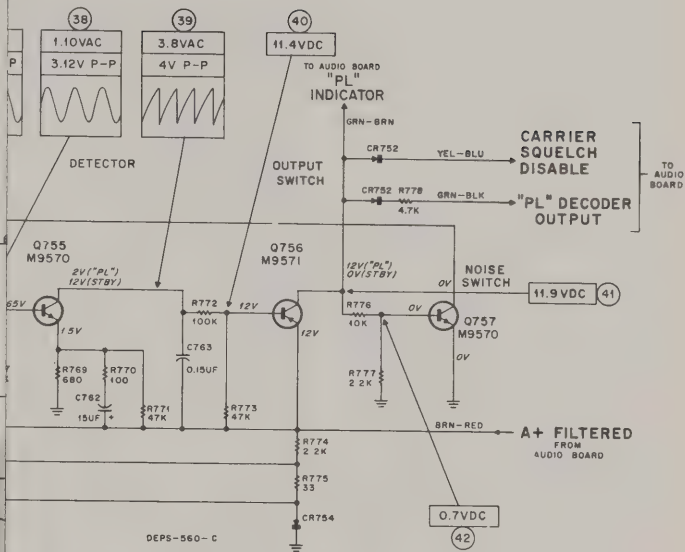 38
39
40
1.10VAC
3.12V P-P
3.8VAC
4V P-P
11.4VDC
P
TO AUDIO BOARD
"PL"
INDICATOR
GRN-BRN
CR752
YEL-BLU
CARRIER
SQUELCH
DISABLE
TO
AUDIO
BOARD
DETECTOR
OUTPUT
SWITCH
CR752
R778
4.7K
GRN-BLK
"PL" DECODER
OUTPUT
Q755
M9570
2V("PL")
12V(STBY)
Q756
M9571
12V("PL")
0V(STBY)
0V
NOISE
SWITCH
11.9VDC
41
65V
R772
100K
12V
R776
10K
0V
Q757
M9570
1.5V
C763
0.15UF
12V
0V
R769
680
R770
100
C762
15UF
+
R771
47K
R773
47K
R777
2.2K
BRN-RED
A+ FILTERED
FROM
AUDIO BOARD
R774
2.2K
R775
33
CR754
0.7VDC
42
DEPS-560-C